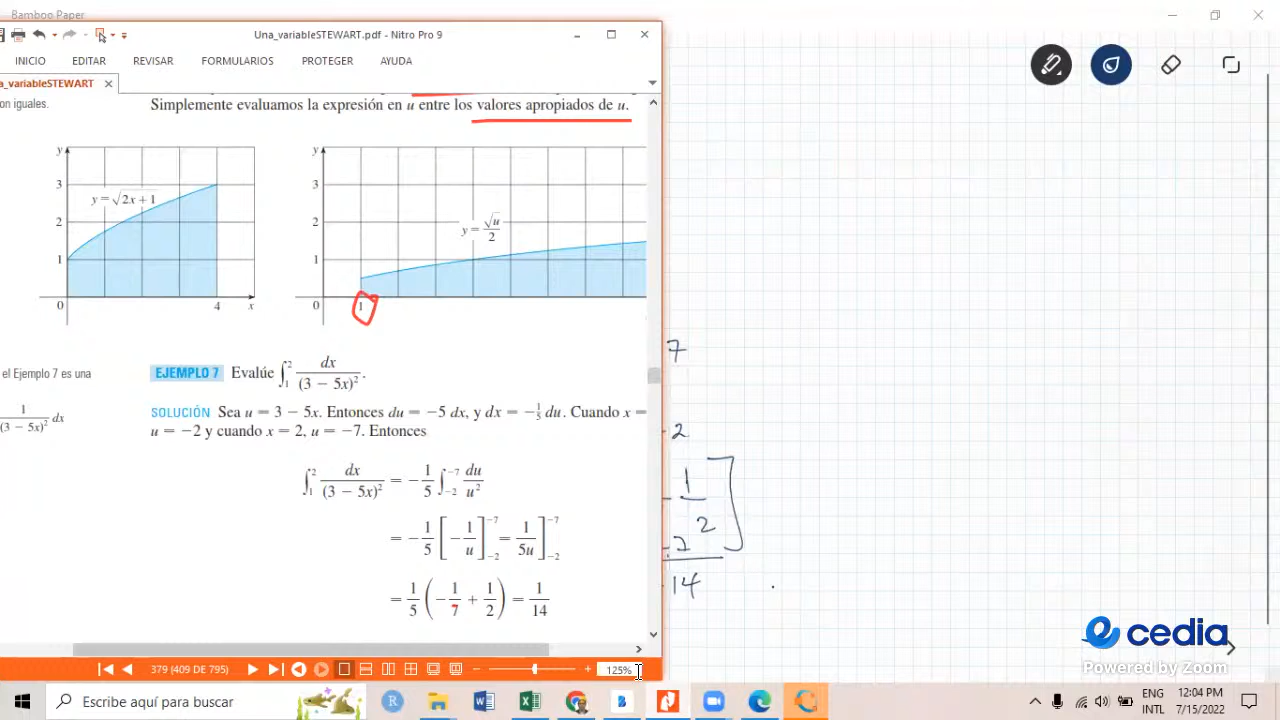 Bamboo Paper
Una_variableSTEWART.pdf - Nitro Pro 9
INICIO EDITAR REVISAR FORMULARIOS PROTEGER AYUDA
a_variableSTEWART
on iguales.
Simplemente evaluamos la expresión en u entre los valores apropiados de u.
y
3
2
1
0
4
x
y = √2x + 1
y
3
2
1
0
1
y = √u/2
7
-2
1
2
-2
14
el Ejemplo 7 es una
1/(3 − 5x)² dx
EJEMPLO 7 Evalúe ∫₁² dx/(3 − 5x)².
SOLUCIÓN Sea u = 3 − 5x. Entonces du = −5 dx, y dx = −1/5 du. Cuando x =
u = −2 y cuando x = 2, u = −7. Entonces
∫₁² dx/(3 − 5x)² = −1/5 ∫₋₂⁻⁷ du/u²
= −1/5 [−1/u]₋₂⁻⁷ = 1/5u]₋₂⁻⁷
= 1/5 (−1/7 + 1/2) = 1/14
cedia
Powered by Zoom
379 (409 DE 795)
125%
Escribe aquí para buscar
ENG
INTL
12:04 PM
7/15/2022